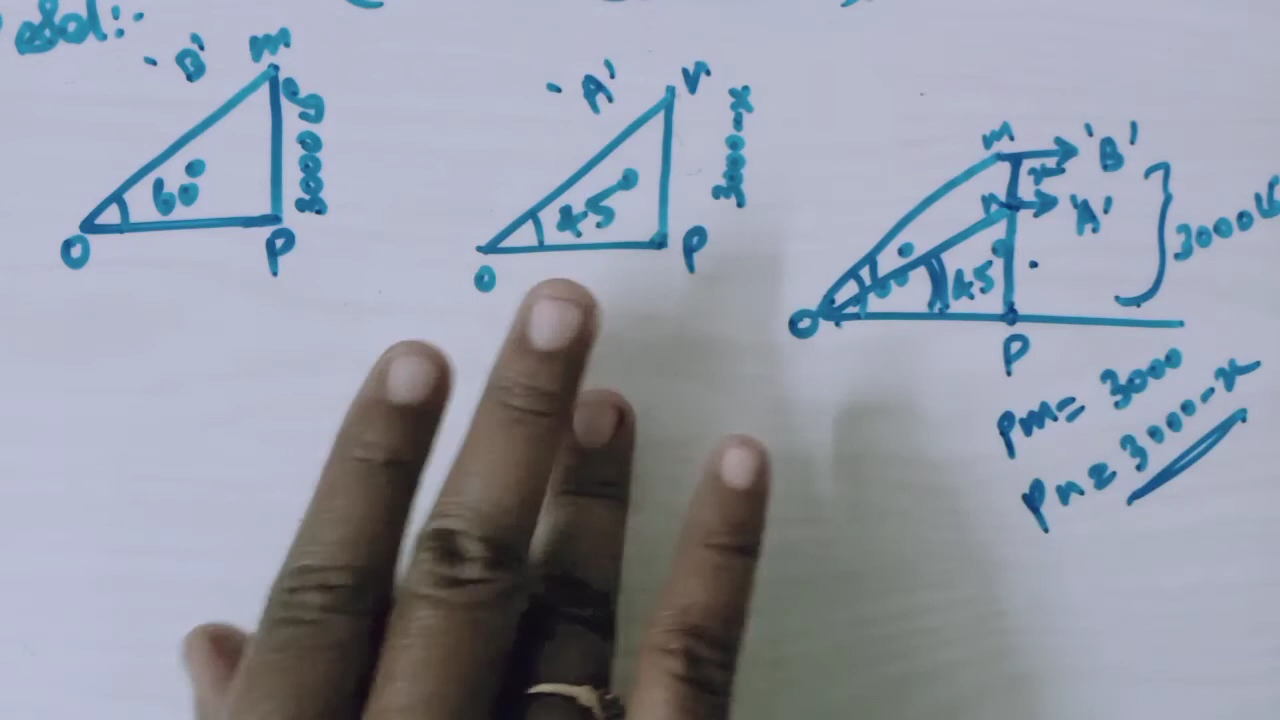 Sol:-
'B'
m
60°
3000
O
P
'A'
45°
3000-x
O
P
m
'B'
x
n
'A'
60°
45°
3000
O
P
pm= 3000
pn= 3000-x